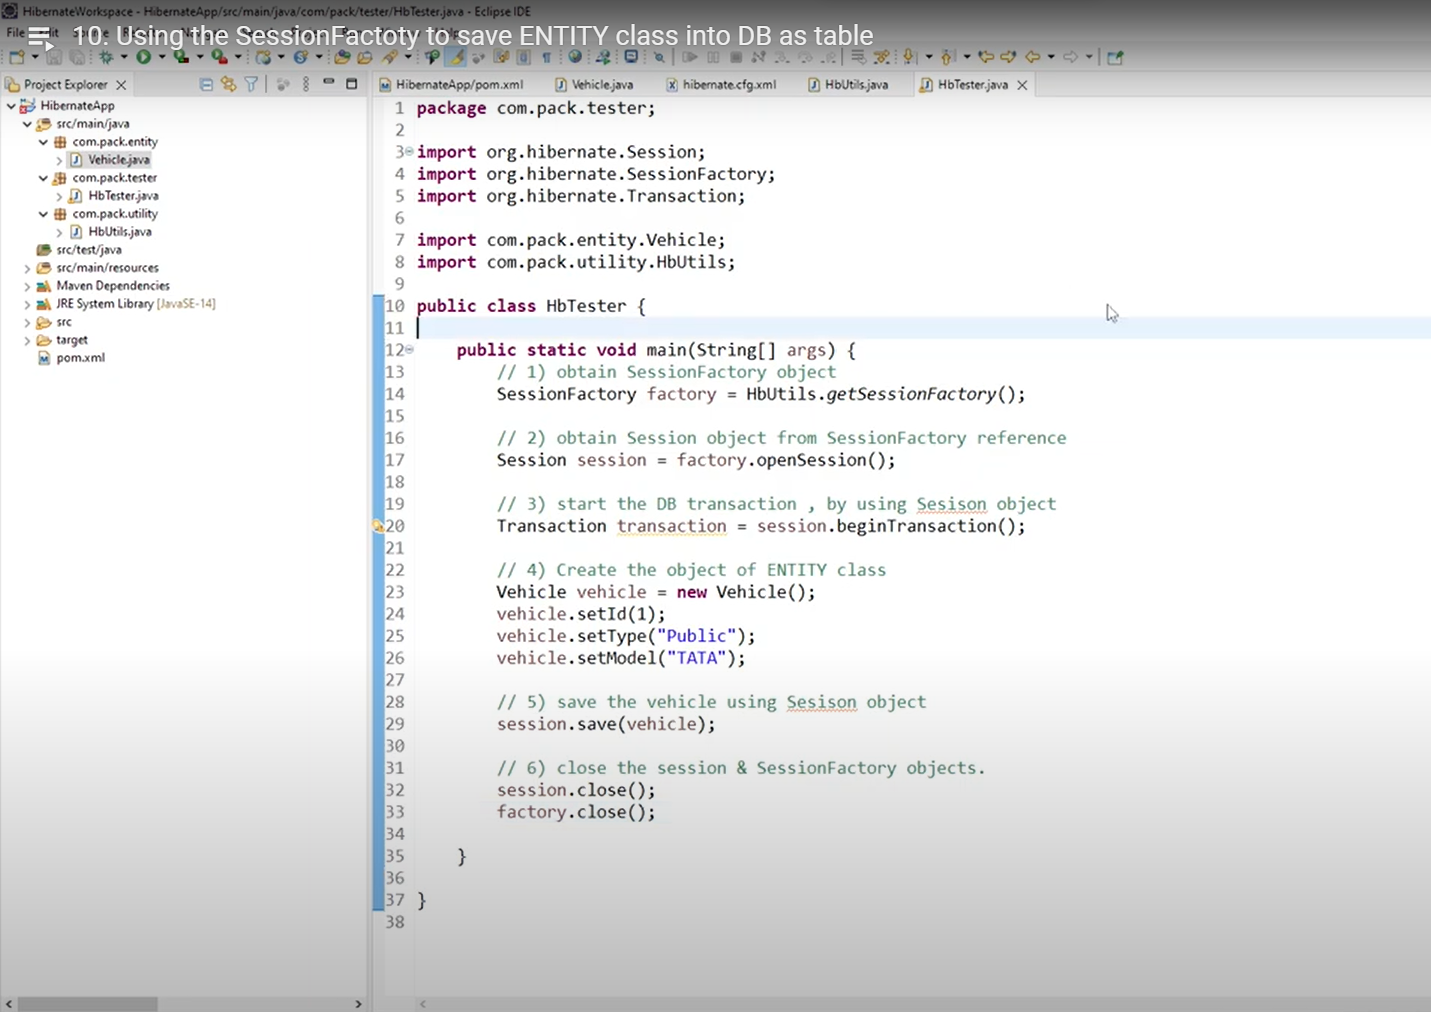 HibernateWorkspace - HibernateApp/src/main/java/com/pack/tester/HbTester.java - Eclipse IDE
10: Using the SessionFactoty to save ENTITY class into DB as table
Project Explorer
HibernateApp
src/main/java
com.pack.entity
Vehicle.java
com.pack.tester
HbTester.java
com.pack.utility
HbUtils.java
src/test/java
src/main/resources
Maven Dependencies
JRE System Library [JavaSE-14]
src
target
pom.xml
HibernateApp/pom.xml Vehicle.java hibernate.cfg.xml HbUtils.java HbTester.java
1 package com.pack.tester;
2
3 import org.hibernate.Session;
4 import org.hibernate.SessionFactory;
5 import org.hibernate.Transaction;
6
7 import com.pack.entity.Vehicle;
8 import com.pack.utility.HbUtils;
9
10 public class HbTester {
11
12 public static void main(String[] args) {
13 // 1) obtain SessionFactory object
14 SessionFactory factory = HbUtils.getSessionFactory();
15
16 // 2) obtain Session object from SessionFactory reference
17 Session session = factory.openSession();
18
19 // 3) start the DB transaction , by using Sesison object
20 Transaction transaction = session.beginTransaction();
21
22 // 4) Create the object of ENTITY class
23 Vehicle vehicle = new Vehicle();
24 vehicle.setId(1);
25 vehicle.setType("Public");
26 vehicle.setModel("TATA");
27
28 // 5) save the vehicle using Sesison object
29 session.save(vehicle);
30
31 // 6) close the session & SessionFactory objects.
32 session.close();
33 factory.close();
34
35 }
36
37 }
38